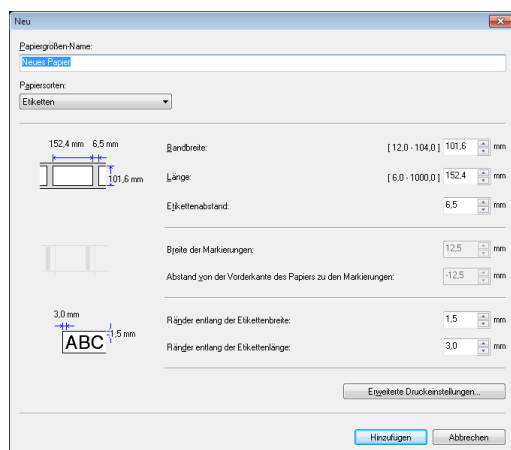 Neu
Papiergrößen-Name:
Neues Papier
Papiersorten:
Etiketten
152,4 mm 6,5 mm
101,6 mm
Bandbreite: [ 12,0 - 104,0 ] 101,6 mm
Länge: [ 6,0 - 1000,0 ] 152,4 mm
Etikettenabstand: 6,5 mm
Breite der Markierungen: 12,5 mm
Abstand von der Vorderkante des Papiers zu den Markierungen: -12,5 mm
3,0 mm
1,5 mm
ABC
Ränder entlang der Etikettenbreite: 1,5 mm
Ränder entlang der Etikettenlänge: 3,0 mm
Erweiterte Druckeinstellungen...
Hinzufügen Abbrechen